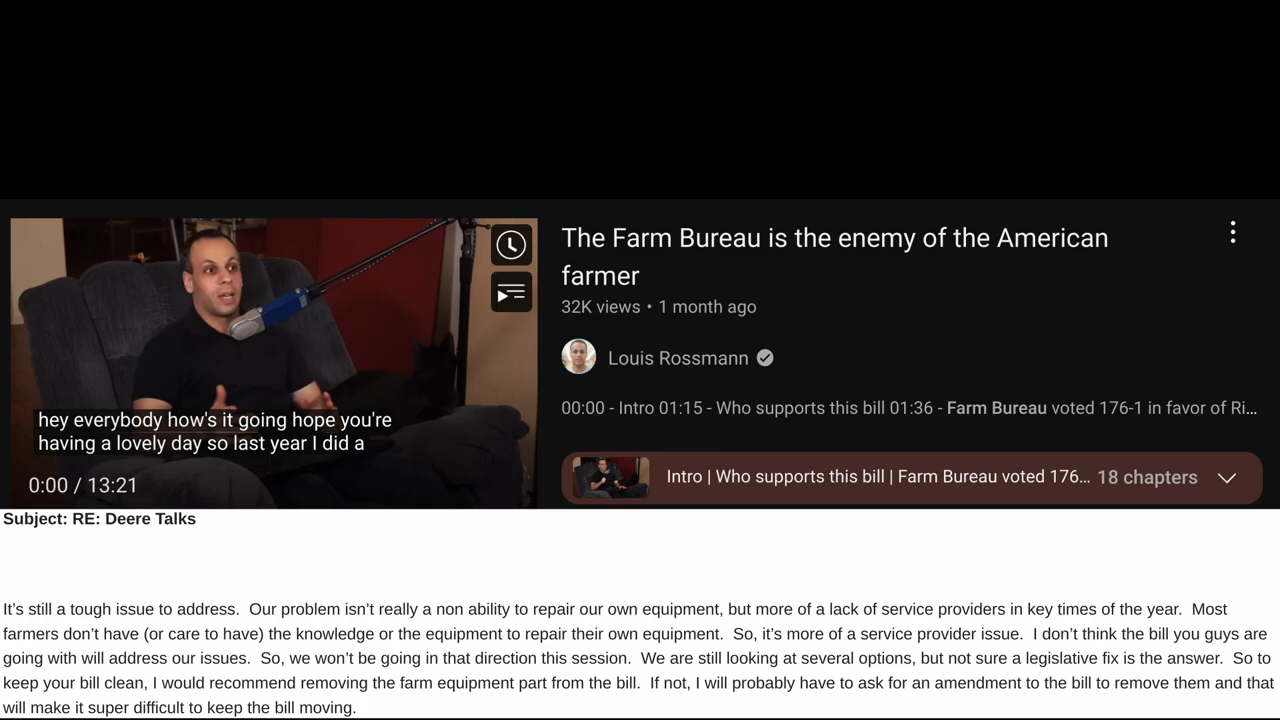 The Farm Bureau is the enemy of the American
farmer
32K views • 1 month ago
Louis Rossmann
00:00 - Intro 01:15 - Who supports this bill 01:36 - Farm Bureau voted 176-1 in favor of Ri...
hey everybody how's it going hope you're
having a lovely day so last year I did a
0:00 / 13:21
Intro | Who supports this bill | Farm Bureau voted 176... 18 chapters
Subject: RE: Deere Talks
It's still a tough issue to address.  Our problem isn't really a non ability to repair our own equipment, but more of a lack of service providers in key times of the year.  Most
farmers don't have (or care to have) the knowledge or the equipment to repair their own equipment.  So, it's more of a service provider issue.  I don't think the bill you guys are
going with will address our issues.  So, we won't be going in that direction this session.  We are still looking at several options, but not sure a legislative fix is the answer.  So to
keep your bill clean, I would recommend removing the farm equipment part from the bill.  If not, I will probably have to ask for an amendment to the bill to remove them and that
will make it super difficult to keep the bill moving.